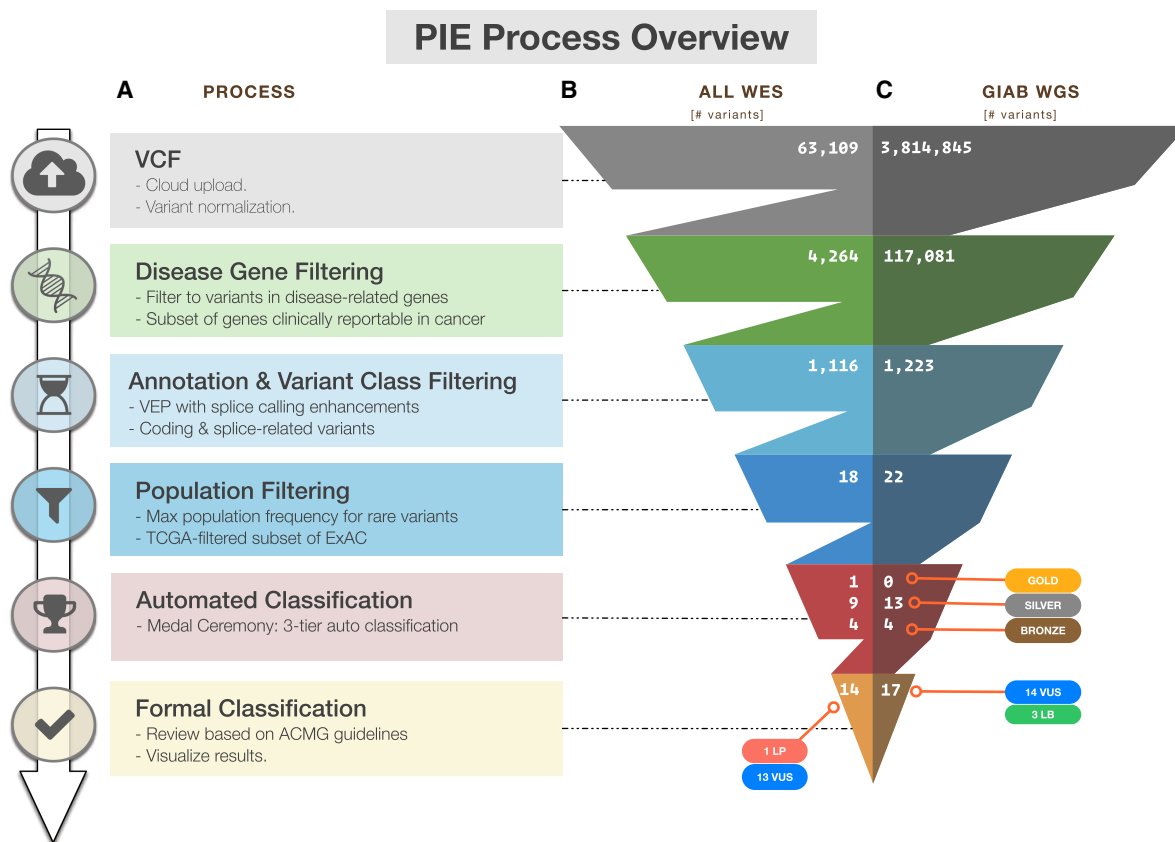 PIE Process Overview
A PROCESS B ALL WES C GIAB WGS
[# variants] [# variants]
VCF
- Cloud upload.
- Variant normalization.
63,109 3,814,845
Disease Gene Filtering
- Filter to variants in disease-related genes
- Subset of genes clinically reportable in cancer
4,264 117,081
Annotation & Variant Class Filtering
- VEP with splice calling enhancements
- Coding & splice-related variants
1,116 1,223
Population Filtering
- Max population frequency for rare variants
- TCGA-filtered subset of ExAC
18 22
Automated Classification
- Medal Ceremony: 3-tier auto classification
1 0 GOLD
9 13 SILVER
4 4 BRONZE
Formal Classification
- Review based on ACMG guidelines
- Visualize results.
14 17 14 VUS
3 LB
1 LP
13 VUS